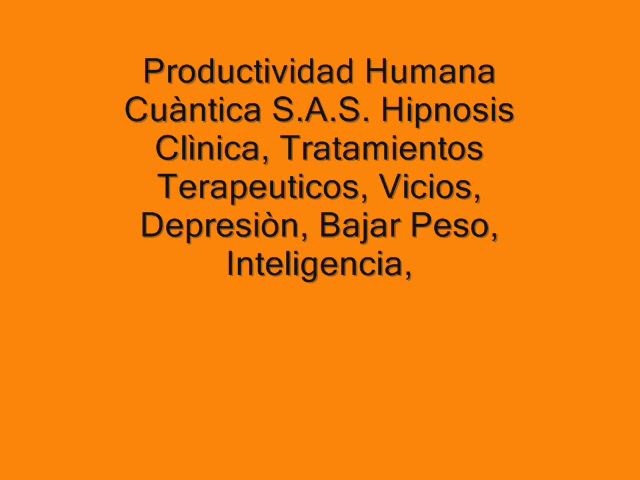 Productividad Humana
Cuàntica S.A.S. Hipnosis
Clìnica, Tratamientos
Terapeuticos, Vicios,
Depresiòn, Bajar Peso,
Inteligencia,